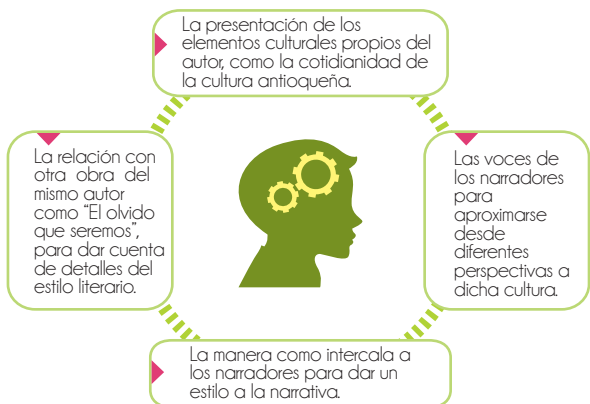 La presentación de los
elementos culturales propios del
autor, como la cotidianidad de
la cultura antioqueña.
La relación con
otra obra del
mismo autor
como "El olvido
que seremos",
para dar cuenta
de detalles del
estilo literario.
Las voces de
los narradores
para
aproximarse
desde
diferentes
perspectivas a
dicha cultura.
La manera como intercala a
los narradores para dar un
estilo a la narrativa.